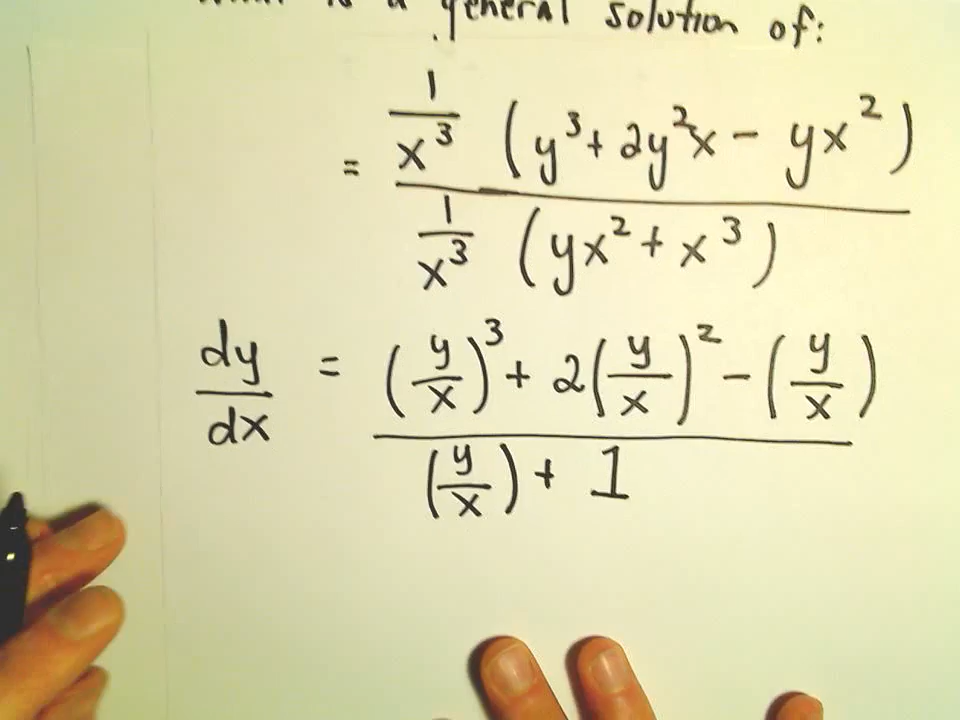 general solution of:
= 1/x³ (y³ + 2y²x − yx²) / 1/x³ (yx² + x³)
dy/dx = (y/x)³ + 2(y/x)² − (y/x) / (y/x) + 1